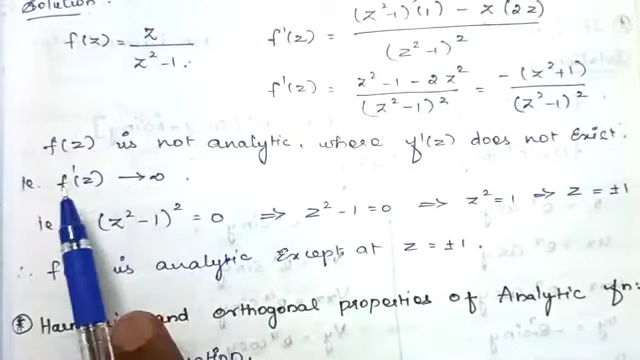 Solution
f(z) = z / z² - 1.
f'(z) = (z²-1)(1) - z(2z) / (z²-1)²
f'(z) = z²-1-2z² / (z²-1)² = -(z²+1) / (z²-1)²
f(z) is not analytic, where f'(z) does not Exist.
ie. f'(z) → ∞.
ie (z²-1)² = 0 ⇒ z²-1=0 ⇒ z²=1 ⇒ z = ±1
∴ f is analytic Except at z = ±1.
and orthogonal properties of Analytic fn: